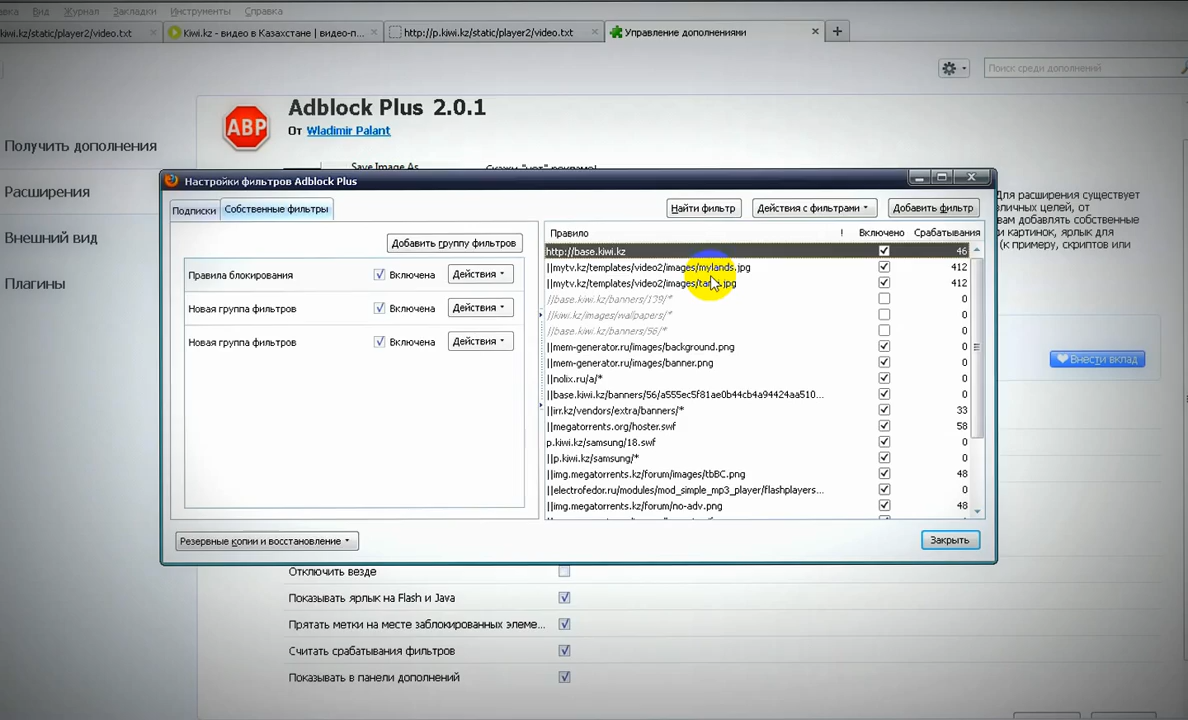 Вид Журнал Закладки Инструменты Справка
kiwi.kz/static/player2/video.txt
Kiwi.kz - видео в Казахстане | видео-п...
http://p.kiwi.kz/static/player2/video.txt
Управление дополнениями
Поиск среди дополнений
ABP
Adblock Plus 2.0.1
От Wladimir Palant
Save Image As
Получить дополнения
Расширения
Внешний вид
Плагины
Для расширения существует
зличных целей, от
вам добавлять собственные
и картинок, ярлык для
(к примеру, скриптов или
Внести вклад
Настройки фильтров Adblock Plus
Подписки
Собственные фильтры
Найти фильтр
Действия с фильтрами
Добавить фильтр
Добавить группу фильтров
Правила блокирования Включена Действия
Новая группа фильтров Включена Действия
Новая группа фильтров Включена Действия
Правило ! Включено Срабатывания
http://base.kiwi.kz 46
||mytv.kz/templates/video2/images/mylands.jpg 412
||mytv.kz/templates/video2/images/ .jpg 412
||base.kiwi.kz/banners/139/* 0
||kiwi.kz/images/wallpapers/* 0
||base.kiwi.kz/banners/56/* 0
||mem-generator.ru/images/background.png 0
||mem-generator.ru/images/banner.png 0
||nolix.ru/a/* 0
||base.kiwi.kz/banners/56/a555ec5f81ae0b44cb4a94424aa510... 0
||irr.kz/vendors/extra/banners/* 33
||megatorrents.org/hoster.swf 58
p.kiwi.kz/samsung/18.swf 0
||p.kiwi.kz/samsung/* 0
||img.megatorrents.kz/forum/images/tbBC.png 48
||electrofedor.ru/modules/mod_simple_mp3_player/flashplayers... 0
||img.megatorrents.kz/forum/no-adv.png 48
Резервные копии и восстановление
Закрыть
Отключить везде
Показывать ярлык на Flash и Java
Прятать метки на месте заблокированных элеме...
Считать срабатывания фильтров
Показывать в панели дополнений